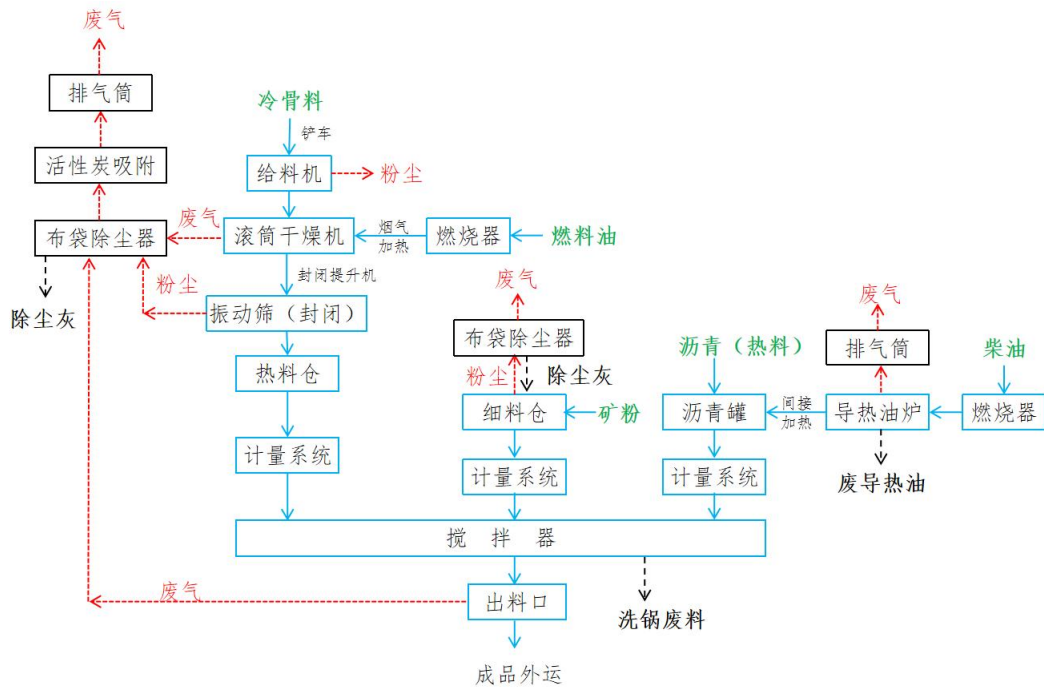 废气
排气筒
冷骨料
铲车
活性炭吸附
给料机
粉尘
布袋除尘器
废气
滚筒干燥机
烟气
加热
燃烧器
燃料油
粉尘
封闭提升机
除尘灰
振动筛（封闭）
废气
废气
布袋除尘器
沥青（热料）
排气筒
柴油
热料仓
粉尘
除尘灰
细料仓
矿粉
沥青罐
间接
加热
导热油炉
燃烧器
计量系统
计量系统
计量系统
废导热油
搅 拌 器
废气
出料口
洗锅废料
成品外运